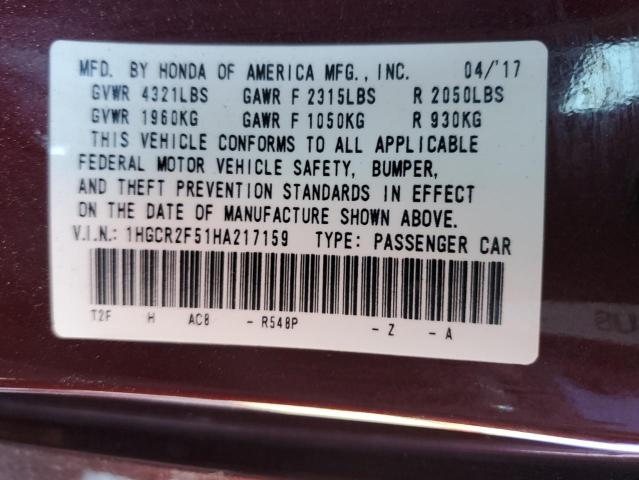 MFD. BY HONDA OF AMERICA MFG., INC. 04/'17
GVWR 4321LBS GAWR F 2315LBS R 2050LBS
GVWR 1960KG GAWR F 1050KG R 930KG
THIS VEHICLE CONFORMS TO ALL APPLICABLE
FEDERAL MOTOR VEHICLE SAFETY, BUMPER,
AND THEFT PREVENTION STANDARDS IN EFFECT
ON THE DATE OF MANUFACTURE SHOWN ABOVE.
V.I.N.: 1HGCR2F51HA217159 TYPE: PASSENGER CAR
T2F H AC8 - R548P - Z - A